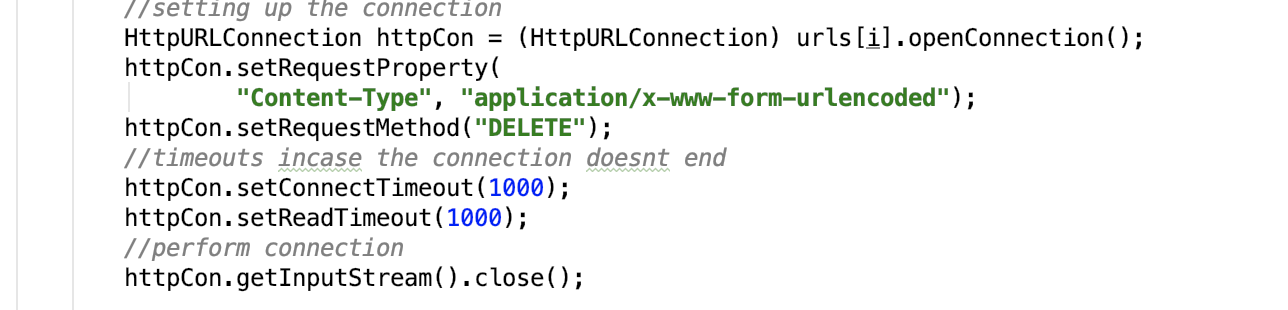 //setting up the connection
HttpURLConnection httpCon = (HttpURLConnection) urls[i].openConnection();
httpCon.setRequestProperty(
"Content-Type", "application/x-www-form-urlencoded");
httpCon.setRequestMethod("DELETE");
//timeouts incase the connection doesnt end
httpCon.setConnectTimeout(1000);
httpCon.setReadTimeout(1000);
//perform connection
httpCon.getInputStream().close();